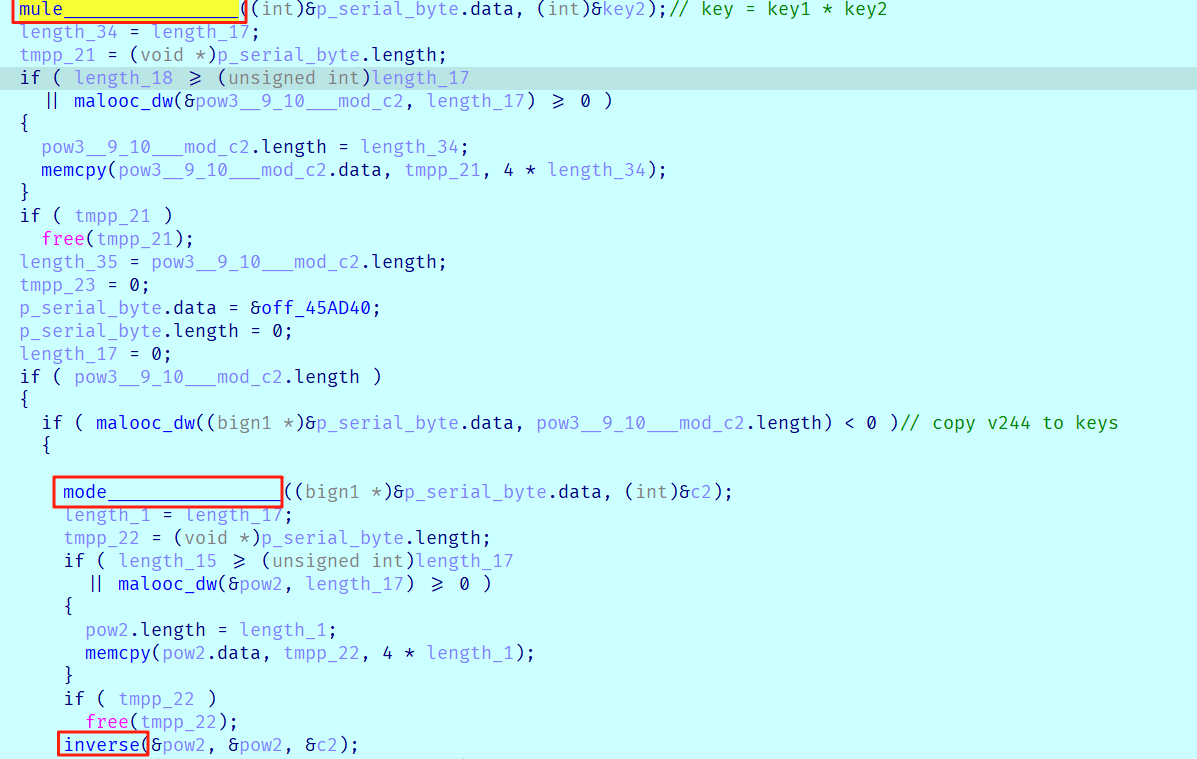 mule_________________((int)&p_serial_byte.data, (int)&key2);// key = key1 * key2
length_34 = length_17;
tmpp_21 = (void *)p_serial_byte.length;
if ( length_18 ≥ (unsigned int)length_17
|| malooc_dw(&pow3__9_10___mod_c2, length_17) ≥ 0 )
{
pow3__9_10___mod_c2.length = length_34;
memcpy(pow3__9_10___mod_c2.data, tmpp_21, 4 * length_34);
}
if ( tmpp_21 )
free(tmpp_21);
length_35 = pow3__9_10___mod_c2.length;
tmpp_23 = 0;
p_serial_byte.data = &off_45AD40;
p_serial_byte.length = 0;
length_17 = 0;
if ( pow3__9_10___mod_c2.length )
{
if ( malooc_dw((bign1 *)&p_serial_byte.data, pow3__9_10___mod_c2.length) < 0 )// copy v244 to keys
{
mode________________((bign1 *)&p_serial_byte.data, (int)&c2);
length_1 = length_17;
tmpp_22 = (void *)p_serial_byte.length;
if ( length_15 ≥ (unsigned int)length_17
|| malooc_dw(&pow2, length_17) ≥ 0 )
{
pow2.length = length_1;
memcpy(pow2.data, tmpp_22, 4 * length_1);
}
if ( tmpp_22 )
free(tmpp_22);
inverse(&pow2, &pow2, &c2);